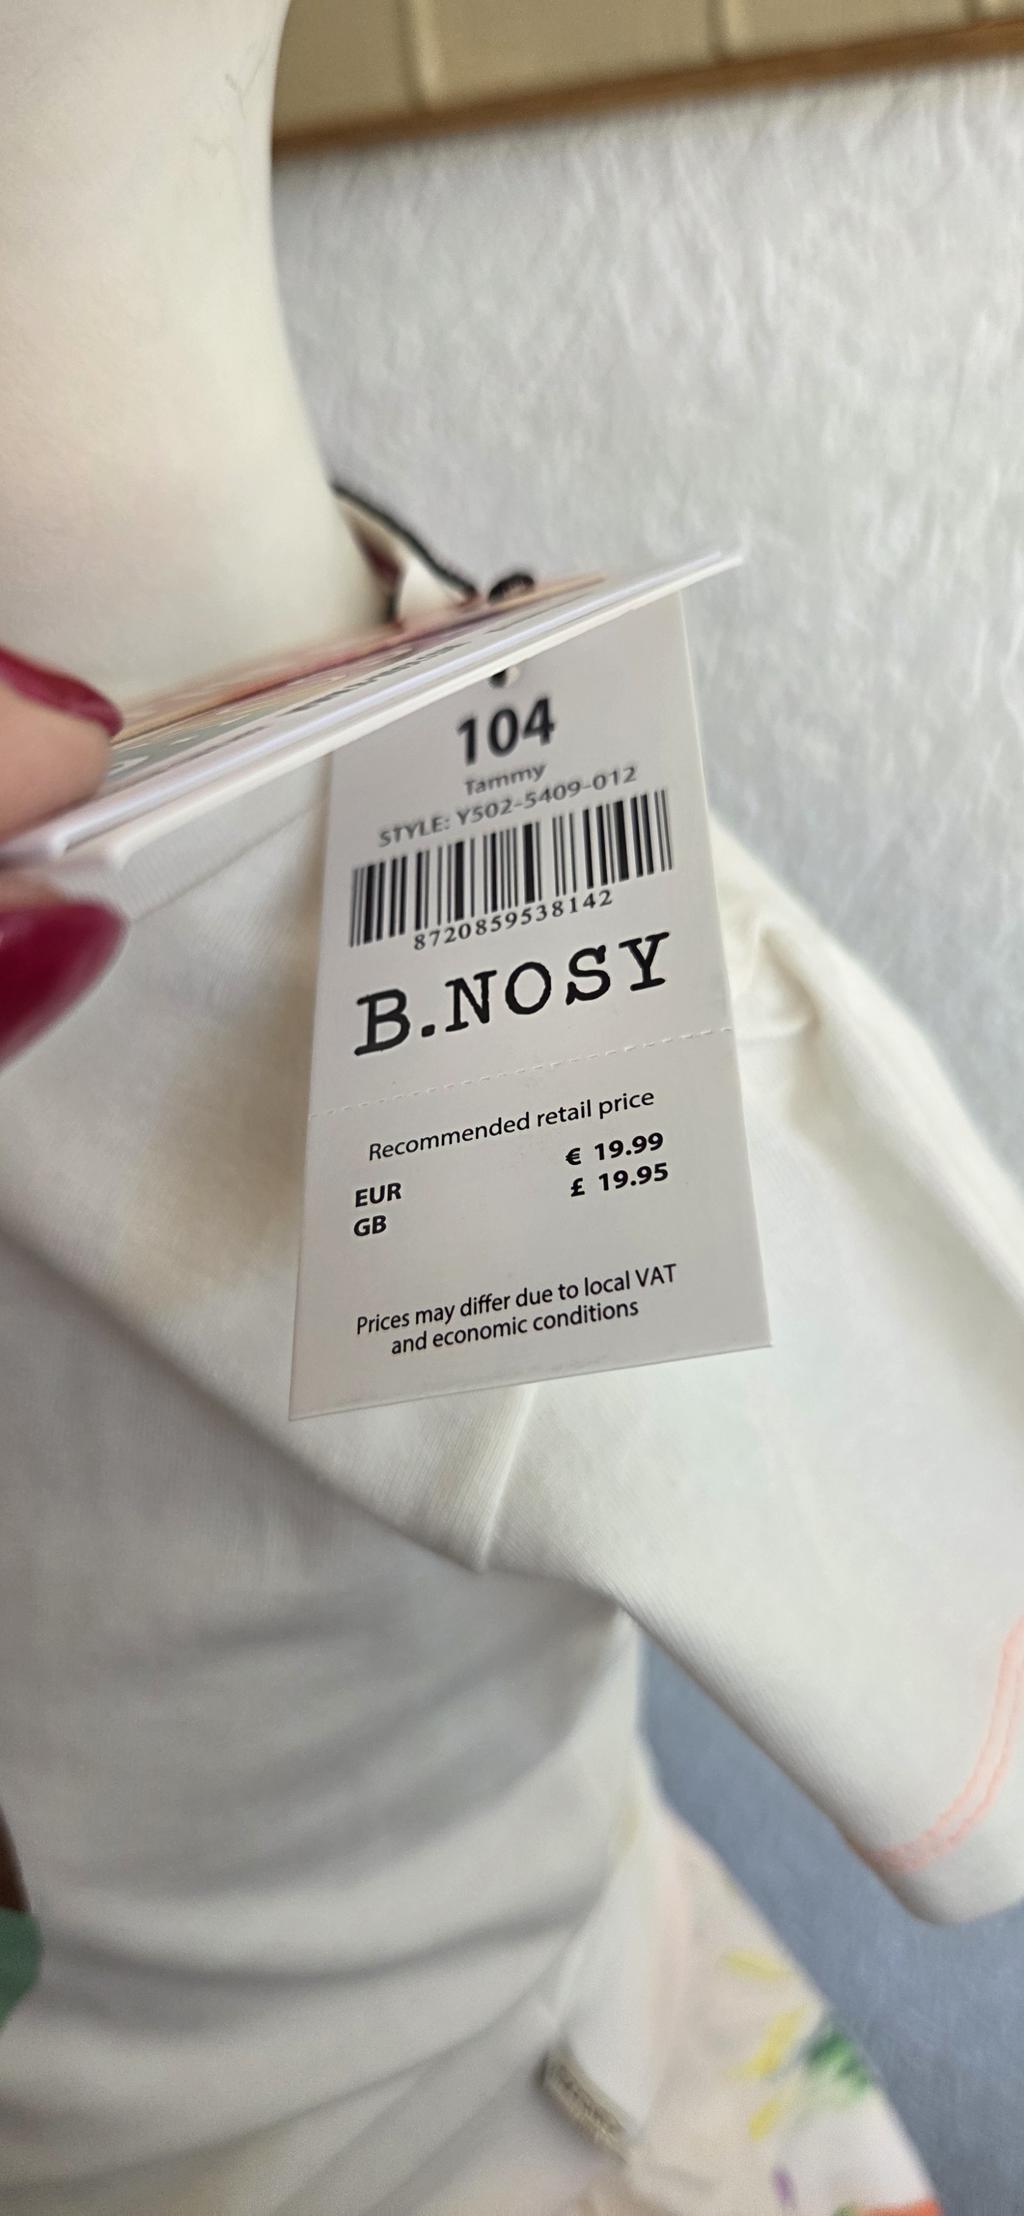 104
Tammy
STYLE: Y502-5409-012
8720859538142
B.NOSY
Recommended retail price
EUR € 19.99
GB £ 19.95
Prices may differ due to local VAT
and economic conditions